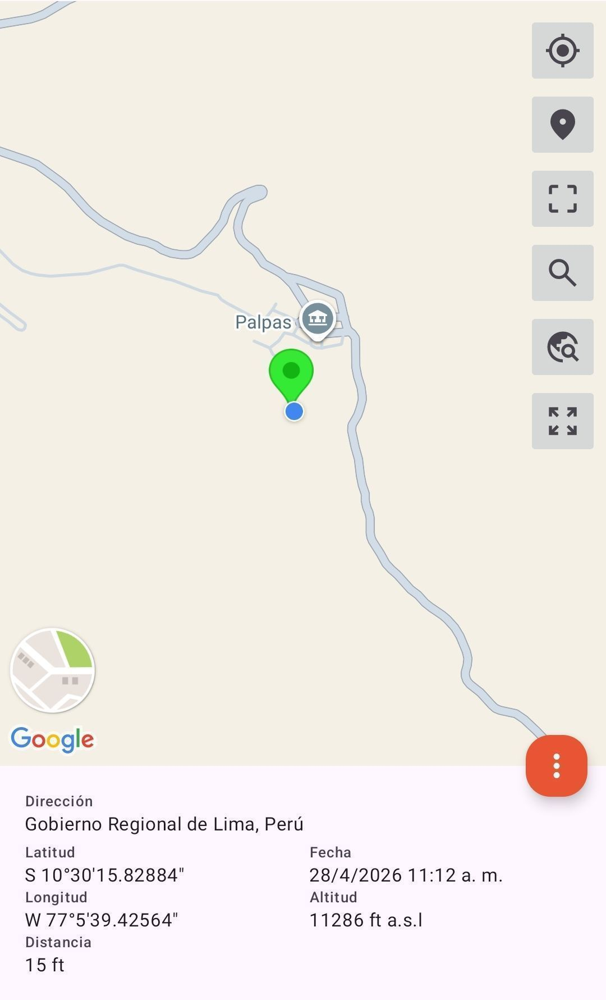 Palpas
Google
Dirección
Gobierno Regional de Lima, Perú
Latitud
S 10°30'15.82884"
Fecha
28/4/2026 11:12 a. m.
Longitud
W 77°5'39.42564"
Altitud
11286 ft a.s.l
Distancia
15 ft